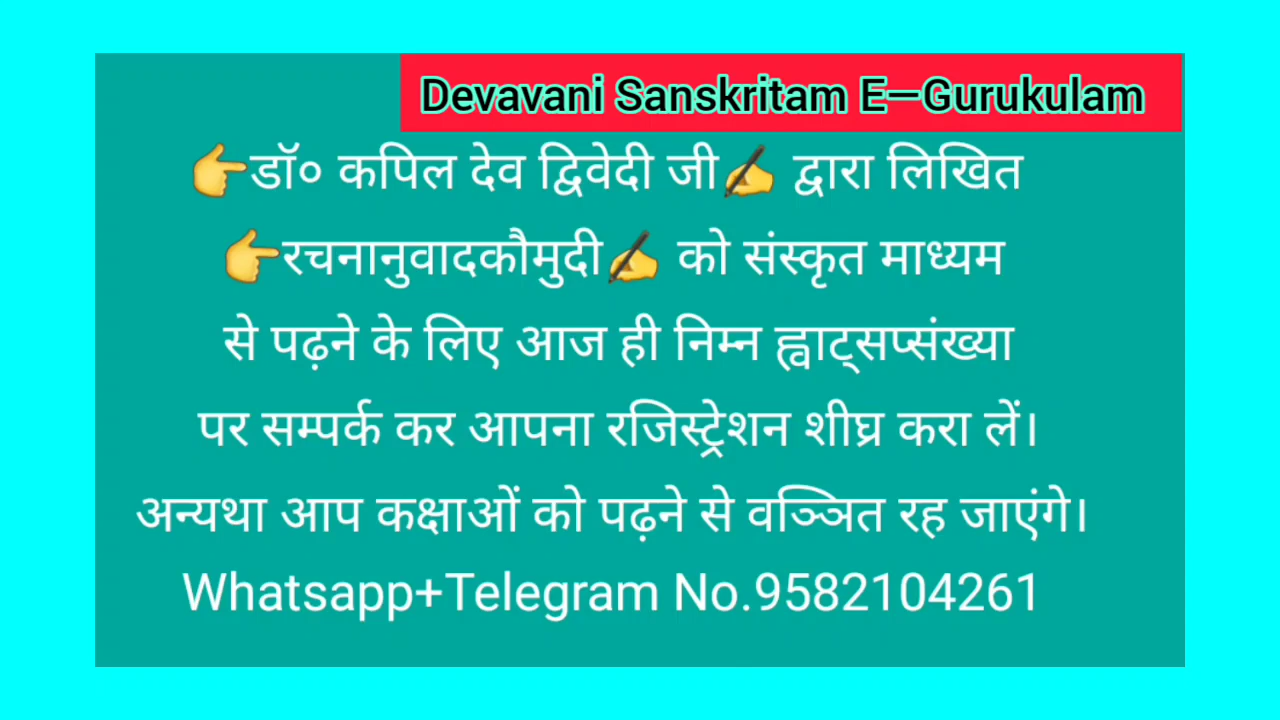 Devavani Sanskritam E—Gurukulam
👉डॉ० कपिल देव द्विवेदी जी✍ द्वारा लिखित
👉रचनानुवादकौमुदी✍ को संस्कृत माध्यम
से पढ़ने के लिए आज ही निम्न ह्वाट्सप्संख्या
पर सम्पर्क कर आपना रजिस्ट्रेशन शीघ्र करा लें।
अन्यथा आप कक्षाओं को पढ़ने से वञ्ञित रह जाएंगे।
Whatsapp+Telegram No.9582104261